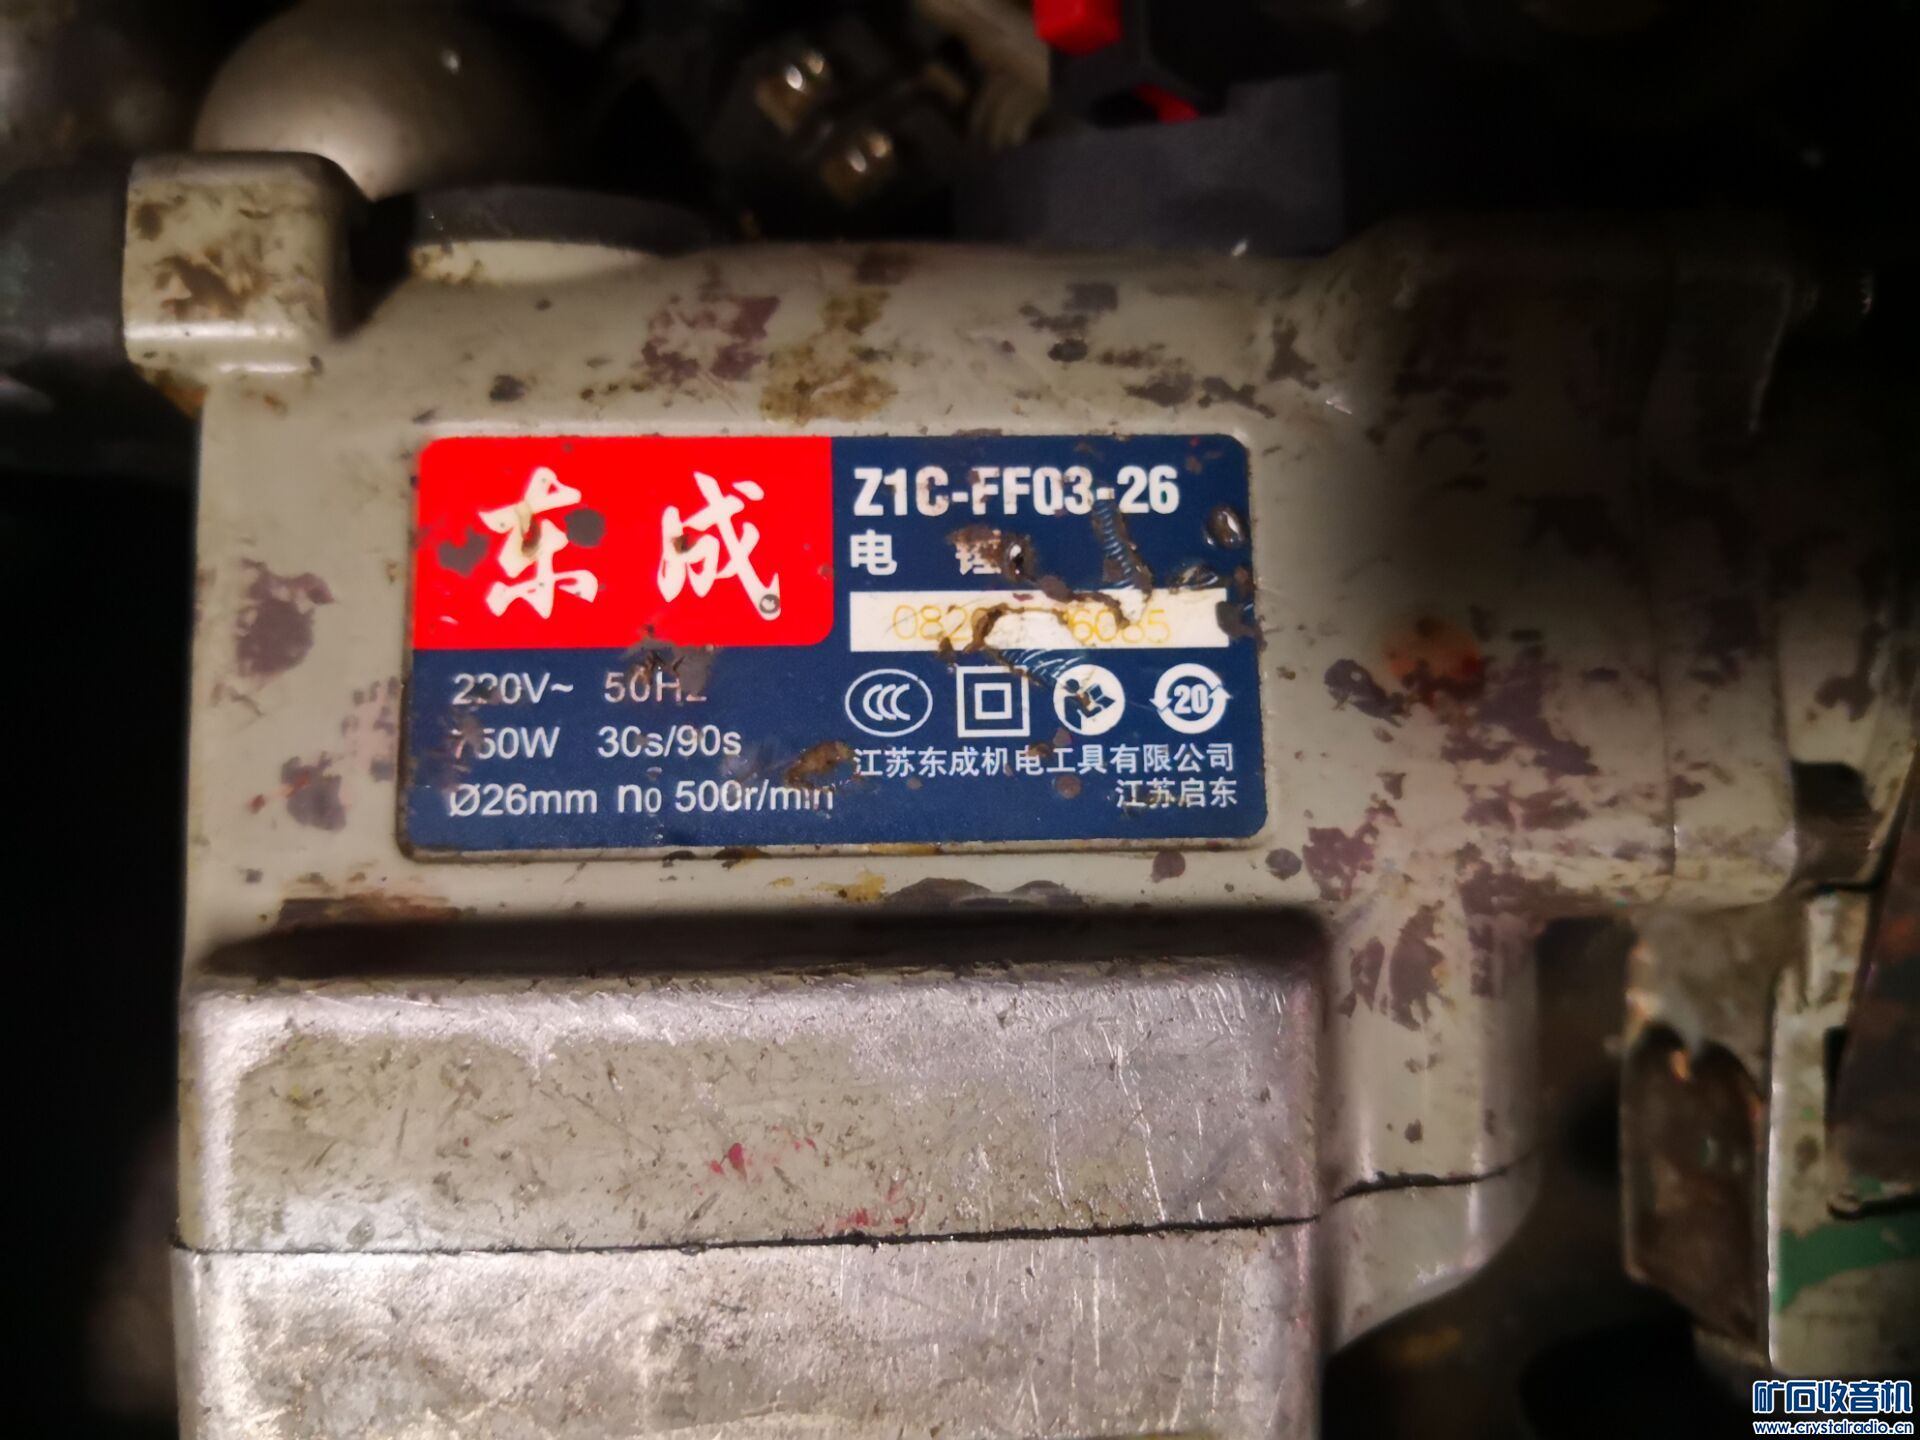 东成
Z1C-FF03-26
电 锤
220V~ 50Hz
750W 30s/90s
Ø26mm n0 500r/min
20
江苏东成机电工具有限公司
江苏启东
矿石收音机
www.crystalradio.cn